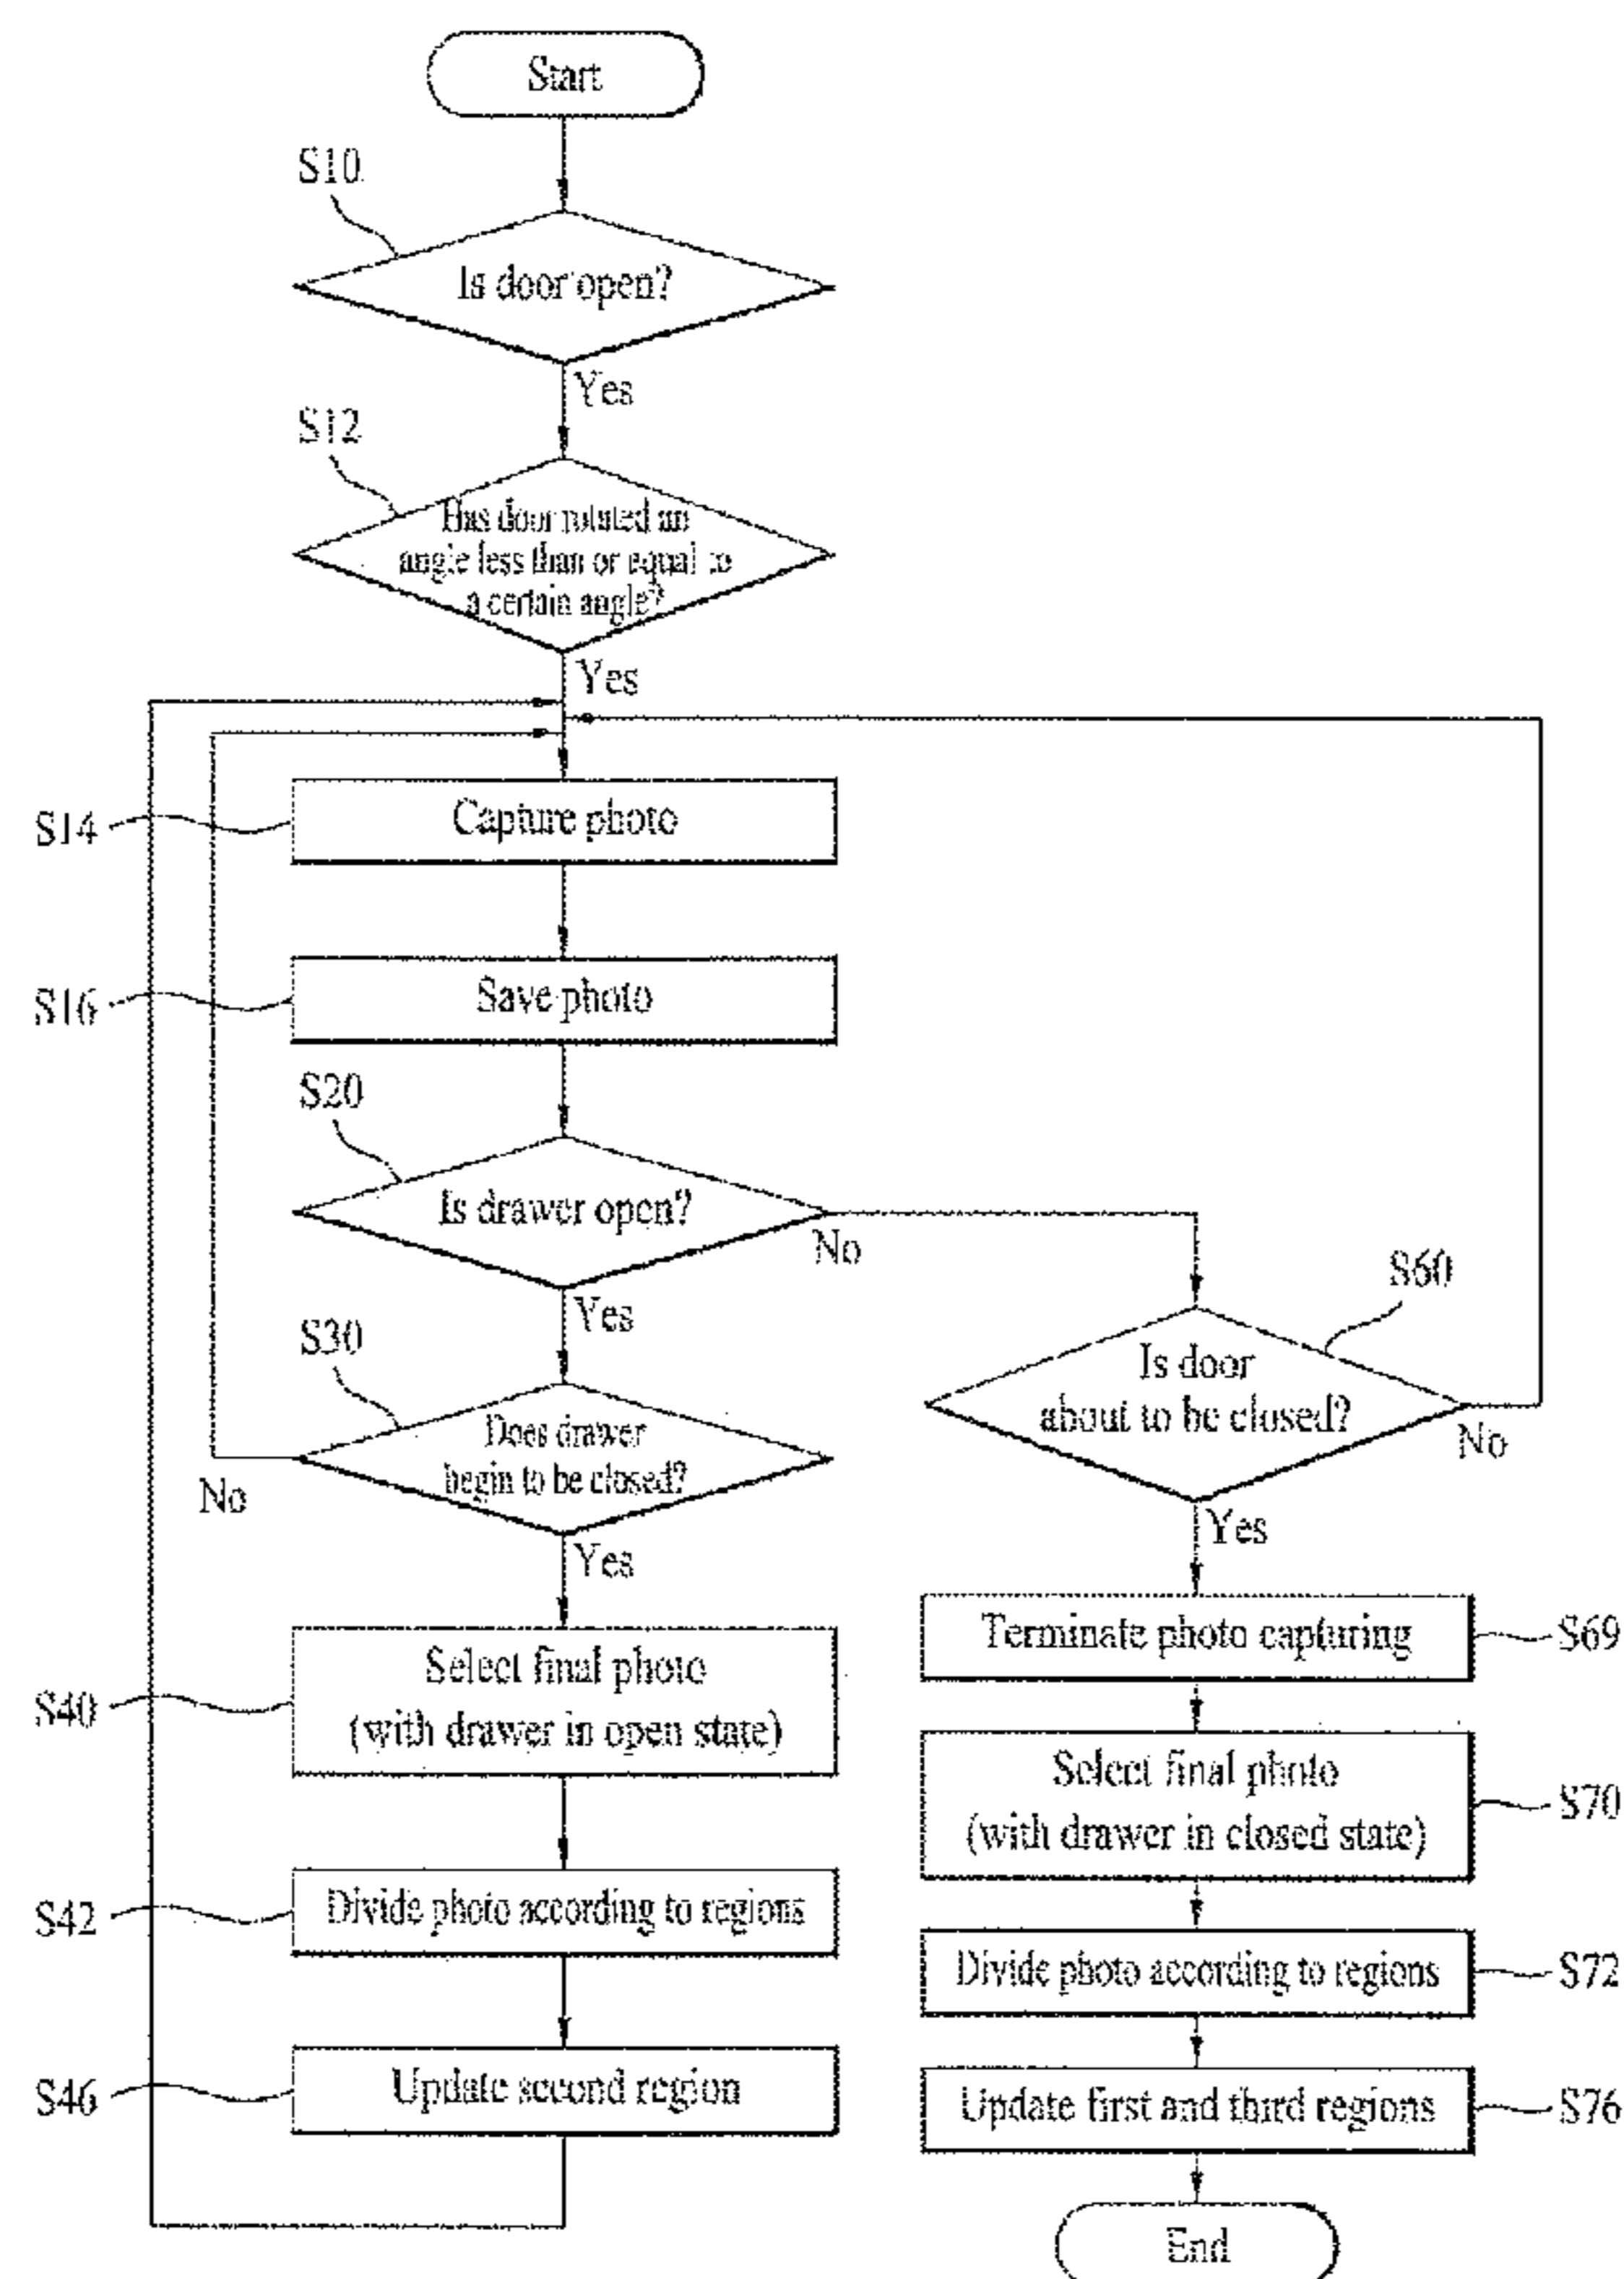 Start
S10
Is door open?
Yes
S12
Has door rotated an
angle less than or equal to
a certain angle?
Yes
S14
Capture photo
S16
Save photo
S20
Is drawer open?
No
Yes
S60
Is door
about to be closed?
No
Yes
S30
Does drawer
begin to be closed?
No
Yes
S40
Select final photo
(with drawer in open state)
S42
Divide photo according to regions
S46
Update second region
Terminate photo capturing
S69
Select final photo
(with drawer in closed state)
S70
Divide photo according to regions
S72
Update first and third regions
S76
End